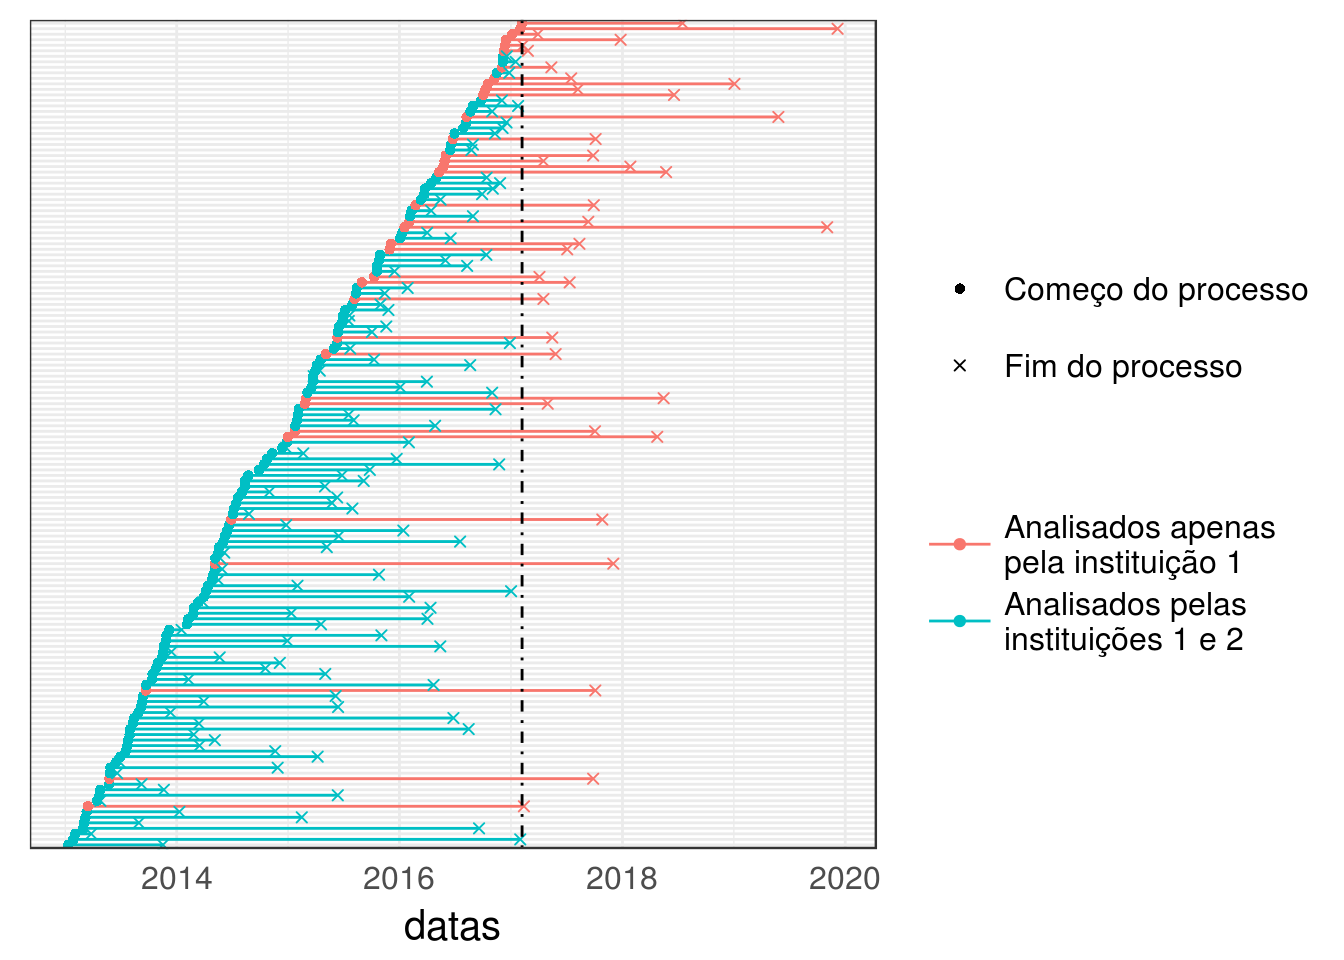 2014
2016
2018
2020
datas
Começo do processo
Fim do processo
Analisados apenas
pela instituição 1
Analisados pelas
instituições 1 e 2